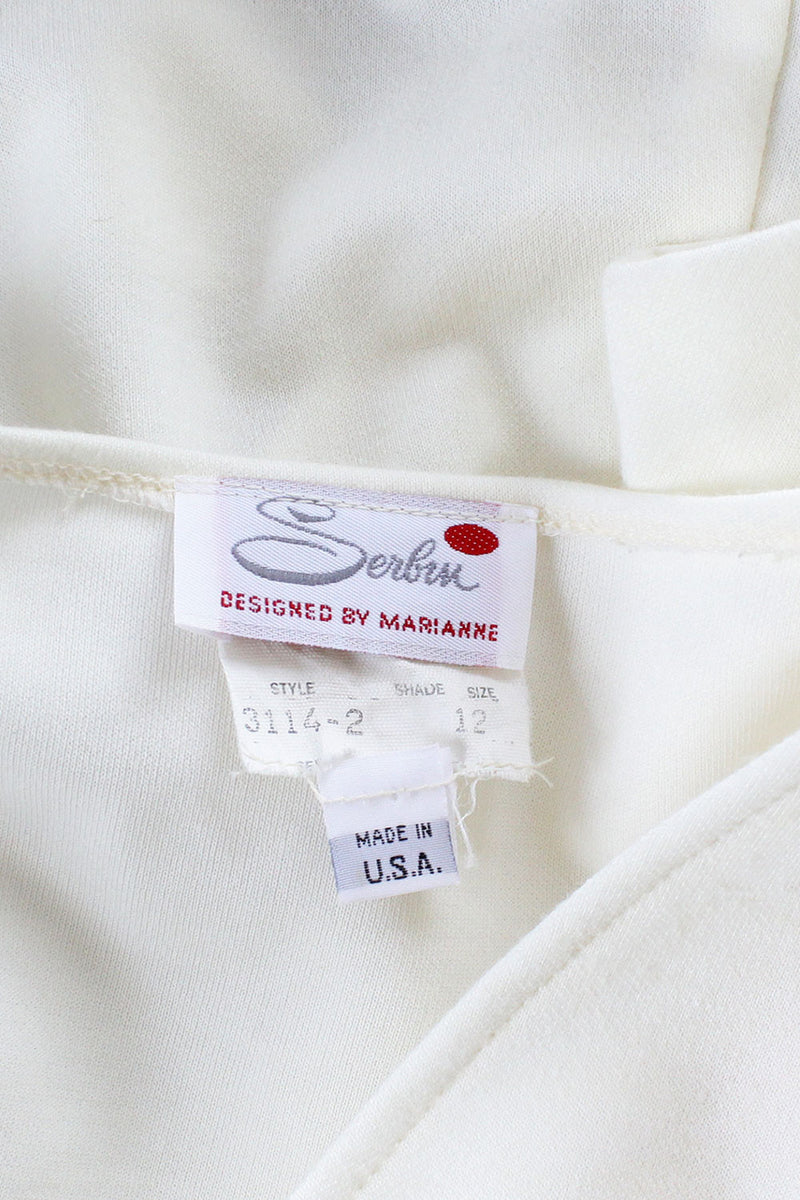 Serbin
DESIGNED BY MARIANNE
STYLE SHADE SIZE
3114-2 12
MADE IN
U.S.A.